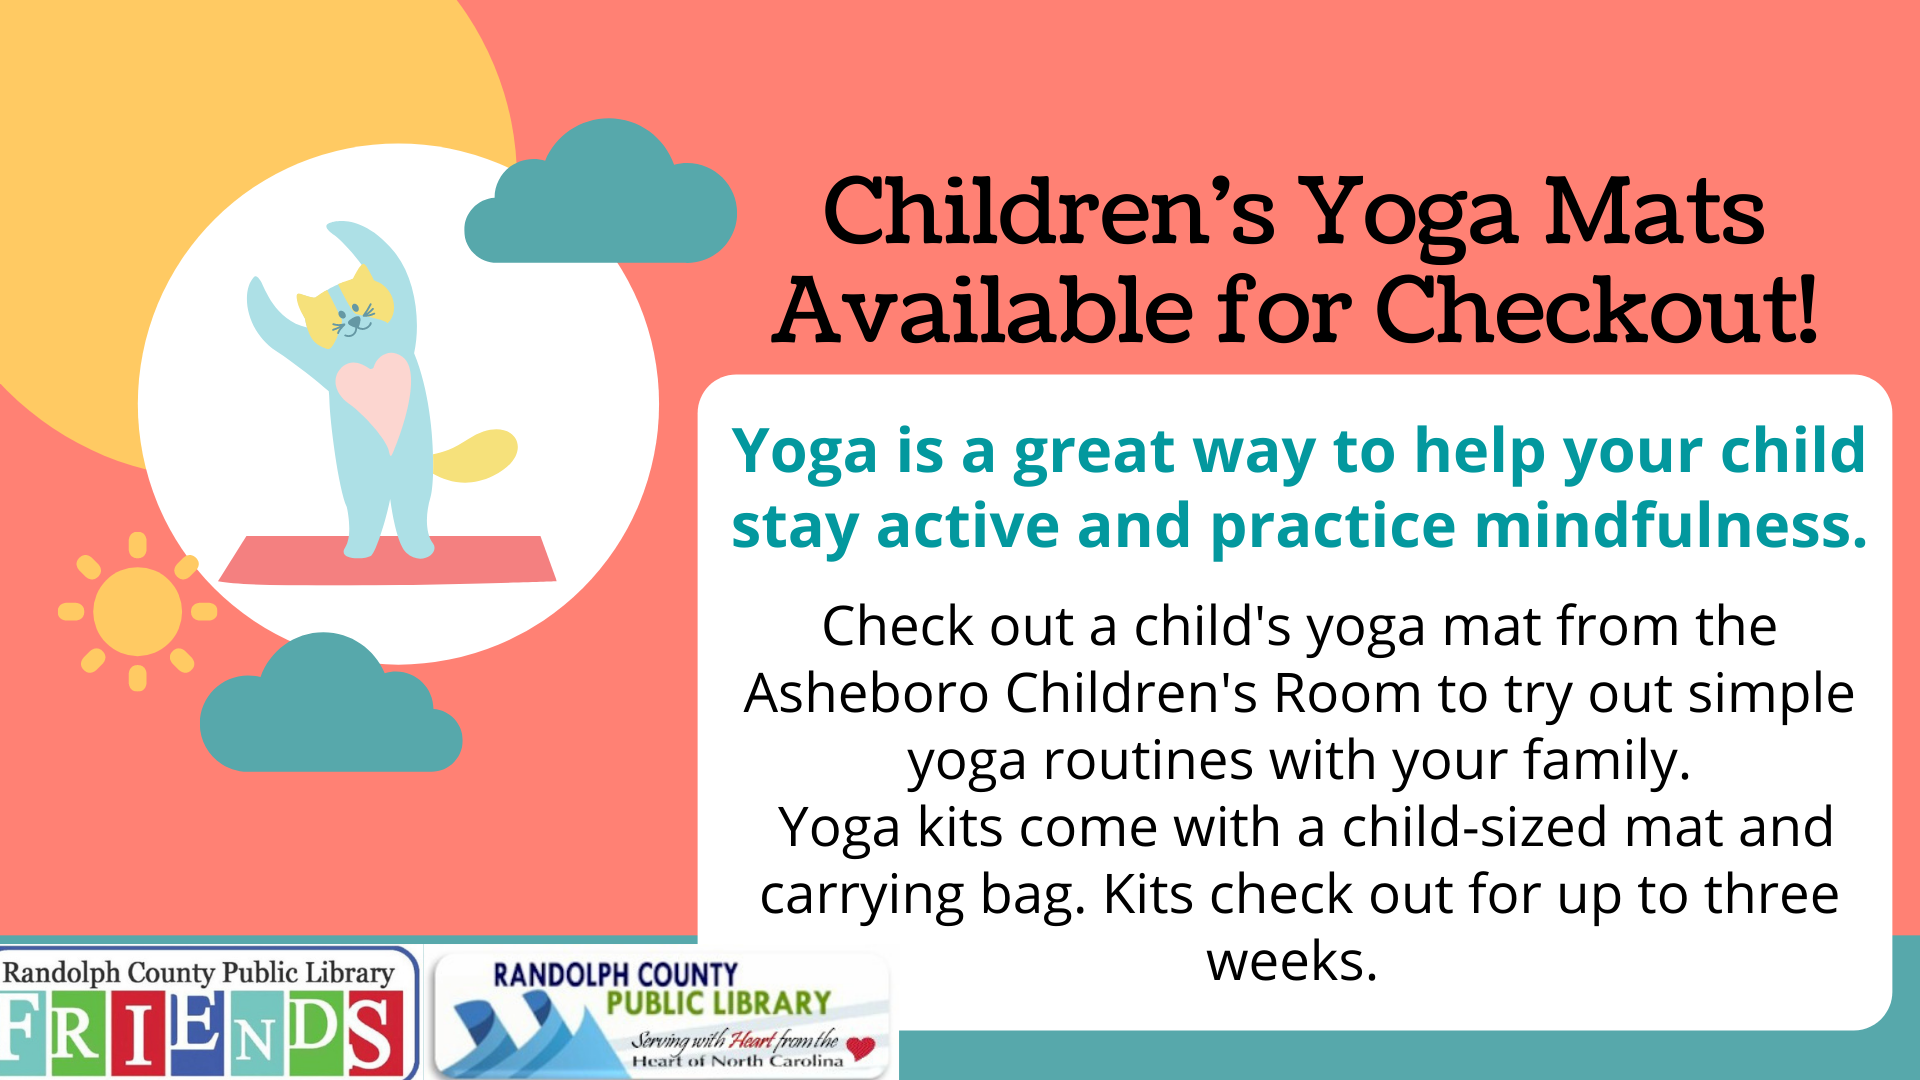 Children’s Yoga Mats
Available for Checkout!
Yoga is a great way to help your child
stay active and practice mindfulness.
Check out a child's yoga mat from the
Asheboro Children's Room to try out simple
yoga routines with your family.
Yoga kits come with a child-sized mat and
carrying bag. Kits check out for up to three
weeks.
Randolph County Public Library
FRIENDS
RANDOLPH COUNTY
PUBLIC LIBRARY
Serving with Heart from the
Heart of North Carolina